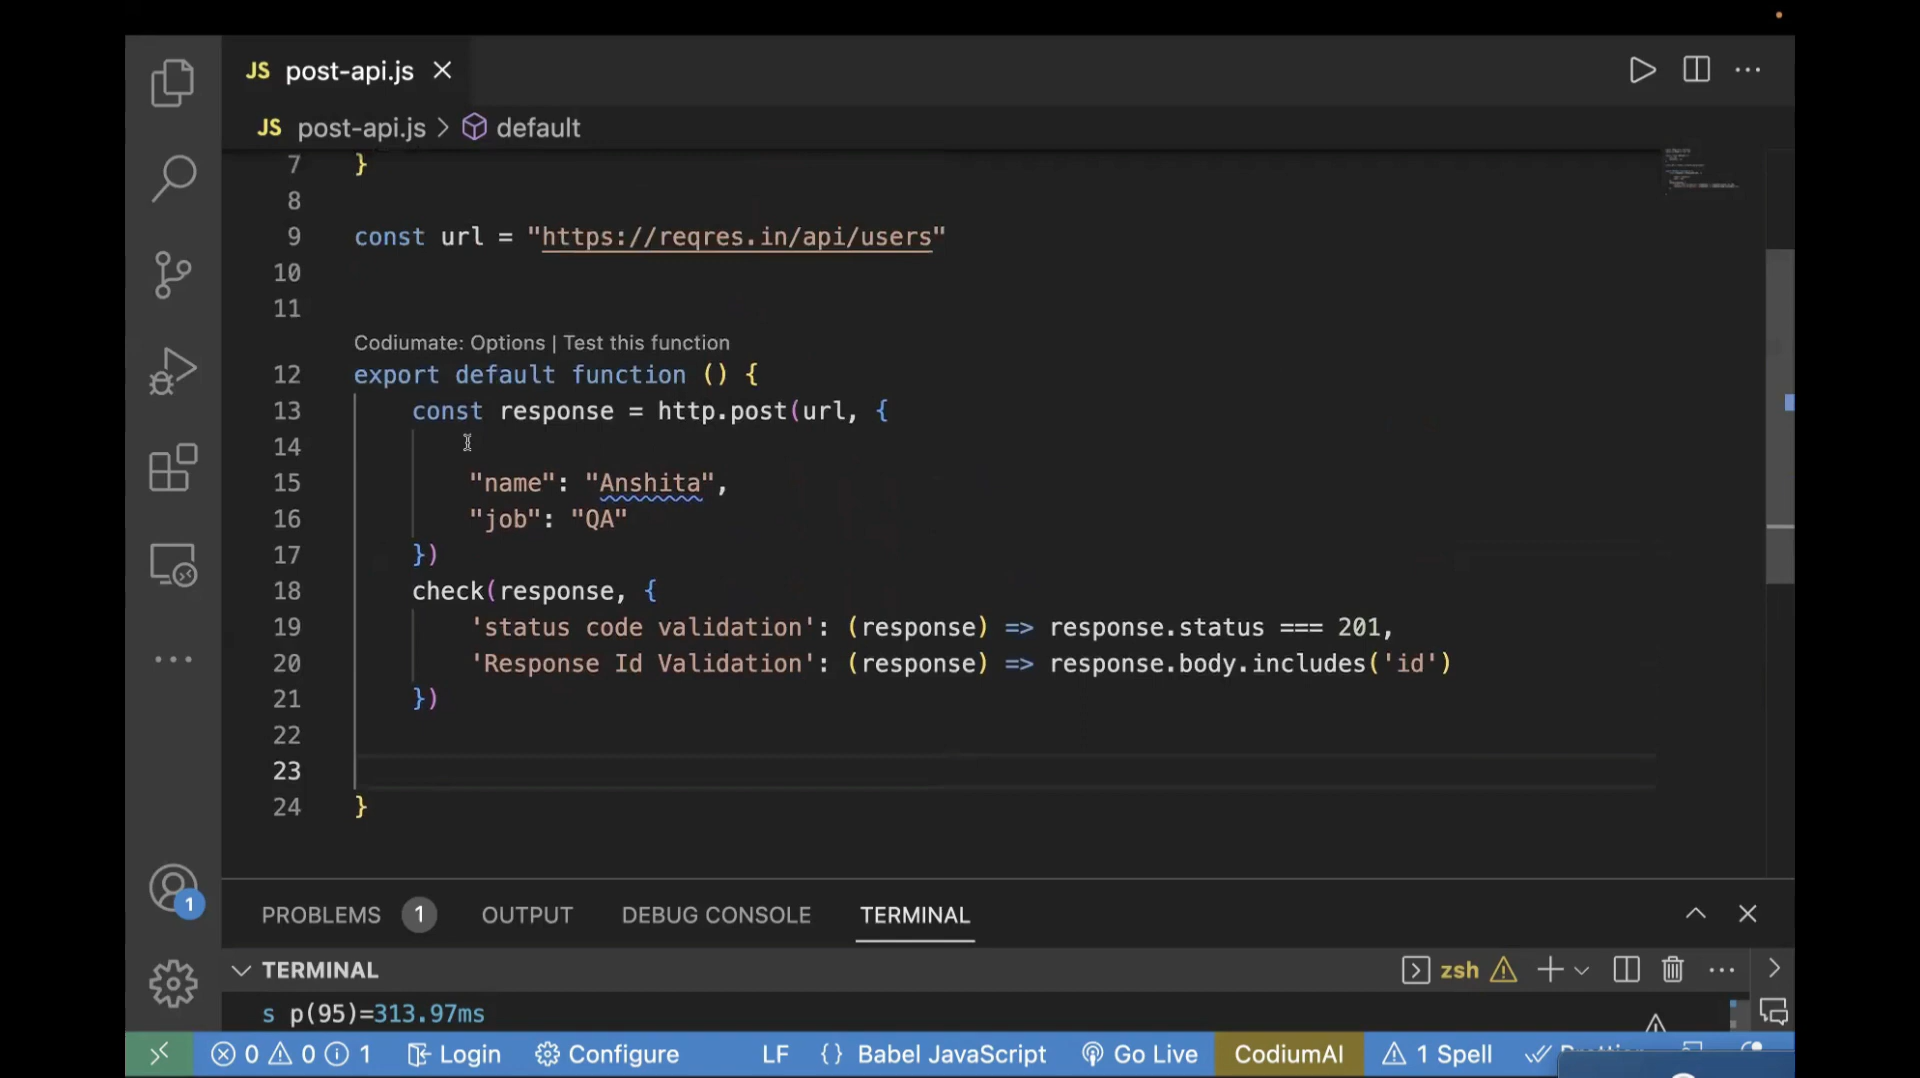 JS post-api.js
JS post-api.js > default
7 }
8
9 const url = "https://reqres.in/api/users"
10
11
Codiumate: Options | Test this function
12 export default function () {
13 const response = http.post(url, {
14
15 "name": "Anshita",
16 "job": "QA"
17 })
18 check(response, {
19 'status code validation': (response) => response.status === 201,
20 'Response Id Validation': (response) => response.body.includes('id')
21 })
22
23
24 }
1
PROBLEMS 1 OUTPUT DEBUG CONSOLE TERMINAL
TERMINAL zsh
s p(95)=313.97ms
0 0 1 Login Configure LF {} Babel JavaScript Go Live CodiumAI 1 Spell